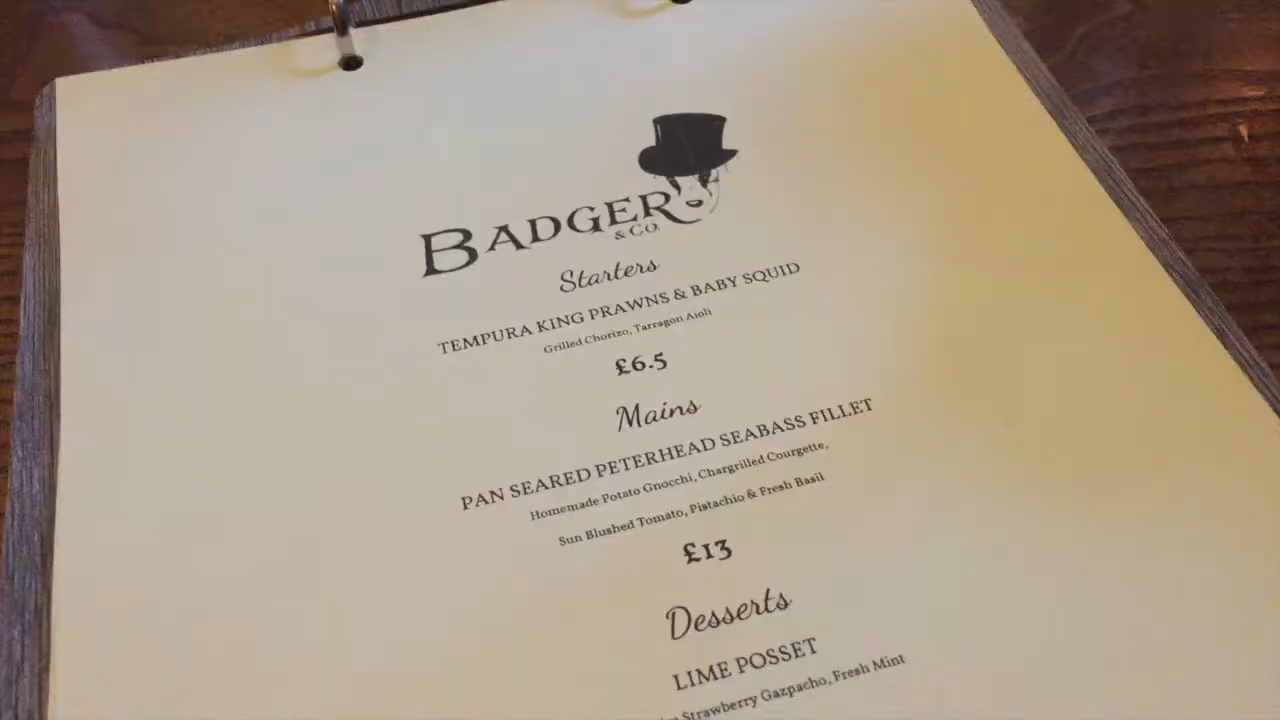 BADGER
& CO.
Starters
TEMPURA KING PRAWNS & BABY SQUID
Grilled Chorizo, Tarragon Aioli
£6.5
Mains
PAN SEARED PETERHEAD SEABASS FILLET
Homemade Potato Gnocchi, Chargrilled Courgette,
Sun Blushed Tomato, Pistachio & Fresh Basil
£13
Desserts
LIME POSSET
Strawberry Gazpacho, Fresh Mint